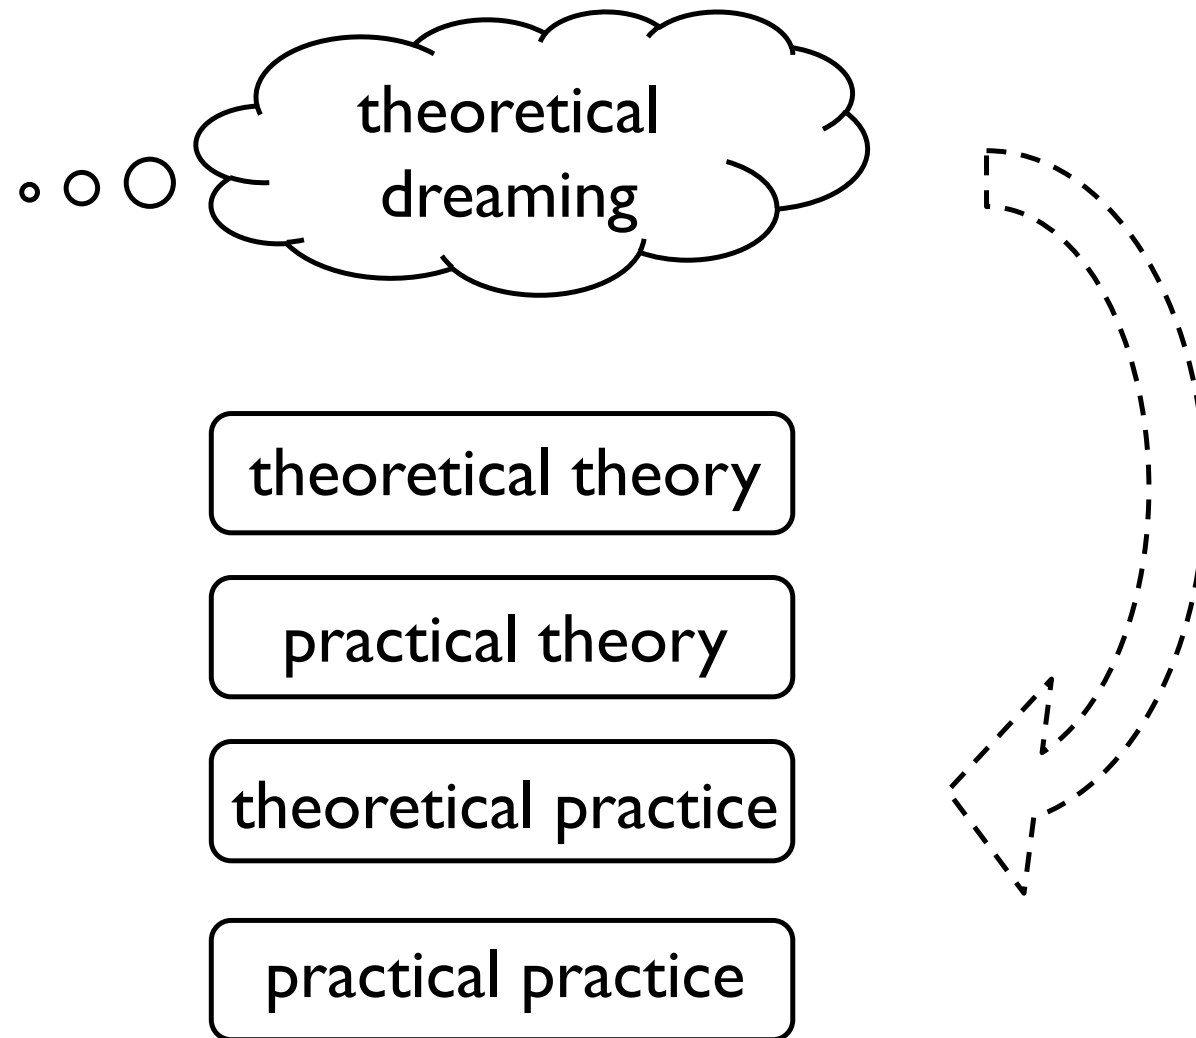 theoretical
dreaming
theoretical theory
practical theory
theoretical practice
practical practice